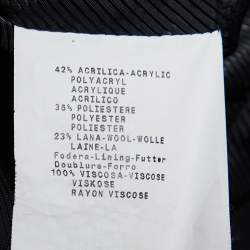 42% ACRILICA-ACRYLIC
POLYACRYL
ACRYLIQUE
ACRILICO
35% POLIESTERE
POLYESTER
POLIESTER
23% LANA-WOOL-WOLLE
LAINE-LA
Fodera-Lining-Futter
Doublure-Forro
100% VISCOSA-VISCOSE
VISKOSE
RAYON VISCOSE